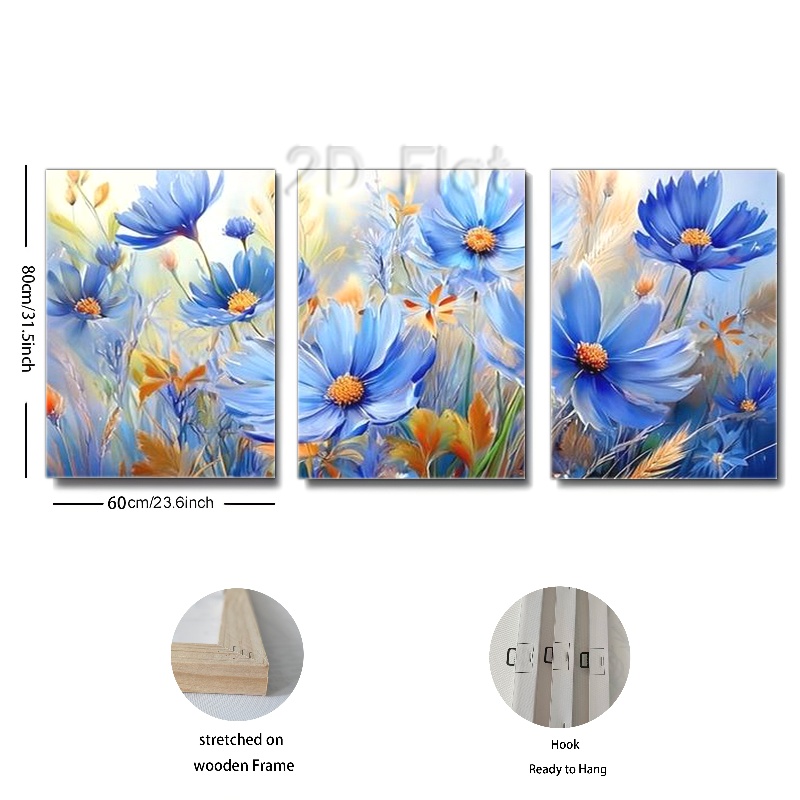 2D Flat
80cm/31.5inch
60cm/23.6inch
stretched on
wooden Frame
Hook
Ready to Hang